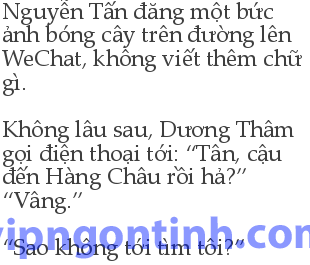 Nguyễn Tấn đăng một bức
ảnh bóng cây trên đường lên
WeChat, không viết thêm chữ
gì.
Không lâu sau, Dương Thâm
gọi điện thoại tới: “Tân, cậu
đến Hàng Châu rồi hả?”
“Vâng.”
vipngontinh.com
“Sao không tới tìm tôi?”